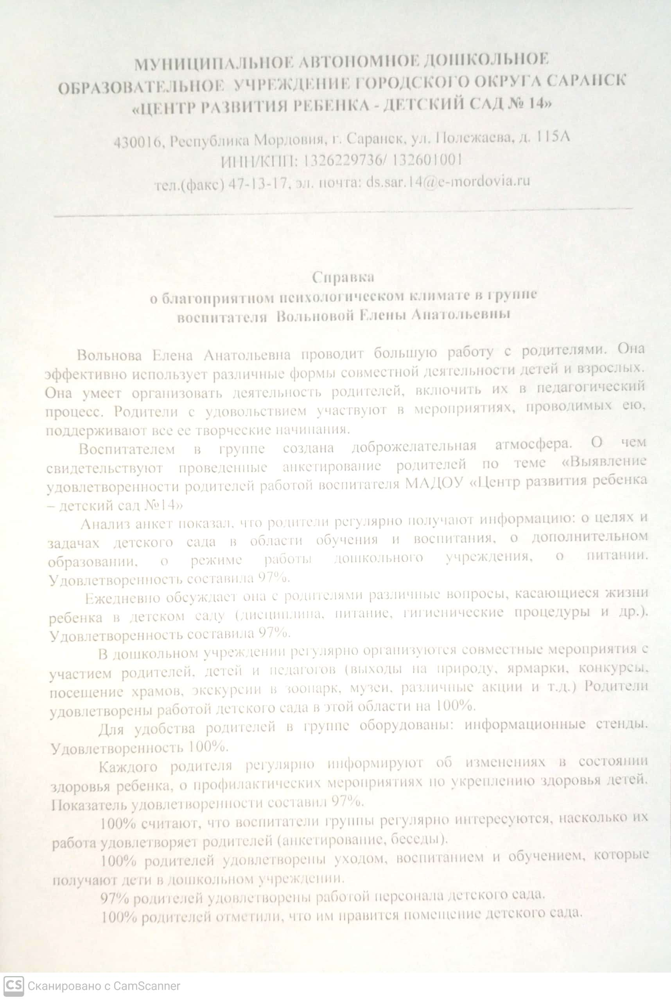 МУНИЦИПАЛЬНОЕ АВТОНОМНОЕ ДОШКОЛЬНОЕ
ОБРАЗОВАТЕЛЬНОЕ УЧРЕЖДЕНИЕ ГОРОДСКОГО ОКРУГА САРАНСК
«ЦЕНТР РАЗВИТИЯ РЕБЕНКА - ДЕТСКИЙ САД № 14»
430016, Республика Мордовия, г. Саранск, ул. Полежаева, д. 115А
ИНН/КПП: 1326229736/ 132601001
тел.(факс) 47-13-17, эл. почта: ds.sar.14@e-mordovia.ru
Справка
о благоприятном психологическом климате в группе
воспитателя Вольновой Елены Анатольевны
Вольнова Елена Анатольевна проводит большую работу с родителями. Она
эффективно использует различные формы совместной деятельности детей и взрослых.
Она умеет организовать деятельность родителей, включить их в педагогический
процесс. Родители с удовольствием участвуют в мероприятиях, проводимых ею,
поддерживают все ее творческие начинания.
Воспитателем в группе создана доброжелательная атмосфера. О чем
свидетельствуют проведенные анкетирование родителей по теме «Выявление
удовлетворенности родителей работой воспитателя МАДОУ «Центр развития ребенка
– детский сад №14»
Анализ анкет показал, что родители регулярно получают информацию: о целях и
задачах детского сада в области обучения и воспитания, о дополнительном
образовании, о режиме работы дошкольного учреждения, о питании.
Удовлетворенность составила 97%.
Ежедневно обсуждает она с родителями различные вопросы, касающиеся жизни
ребенка в детском саду (дисциплина, питание, гигиенические процедуры и др.).
Удовлетворенность составила 97%.
В дошкольном учреждении регулярно организуются совместные мероприятия с
участием родителей, детей и педагогов (выходы на природу, ярмарки, конкурсы,
посещение храмов, экскурсии в зоопарк, музеи, различные акции и т.д.) Родители
удовлетворены работой детского сада в этой области на 100%.
Для удобства родителей в группе оборудованы: информационные стенды.
Удовлетворенность 100%.
Каждого родителя регулярно информируют об изменениях в состоянии
здоровья ребенка, о профилактических мероприятиях по укреплению здоровья детей.
Показатель удовлетворенности составил 97%.
100% считают, что воспитатели группы регулярно интересуются, насколько их
работа удовлетворяет родителей (анкетирование, беседы).
100% родителей удовлетворены уходом, воспитанием и обучением, которые
получают дети в дошкольном учреждении.
97% родителей удовлетворены работой персонала детского сада.
100% родителей отметили, что им нравится помещение детского сада.
CS Сканировано с CamScanner